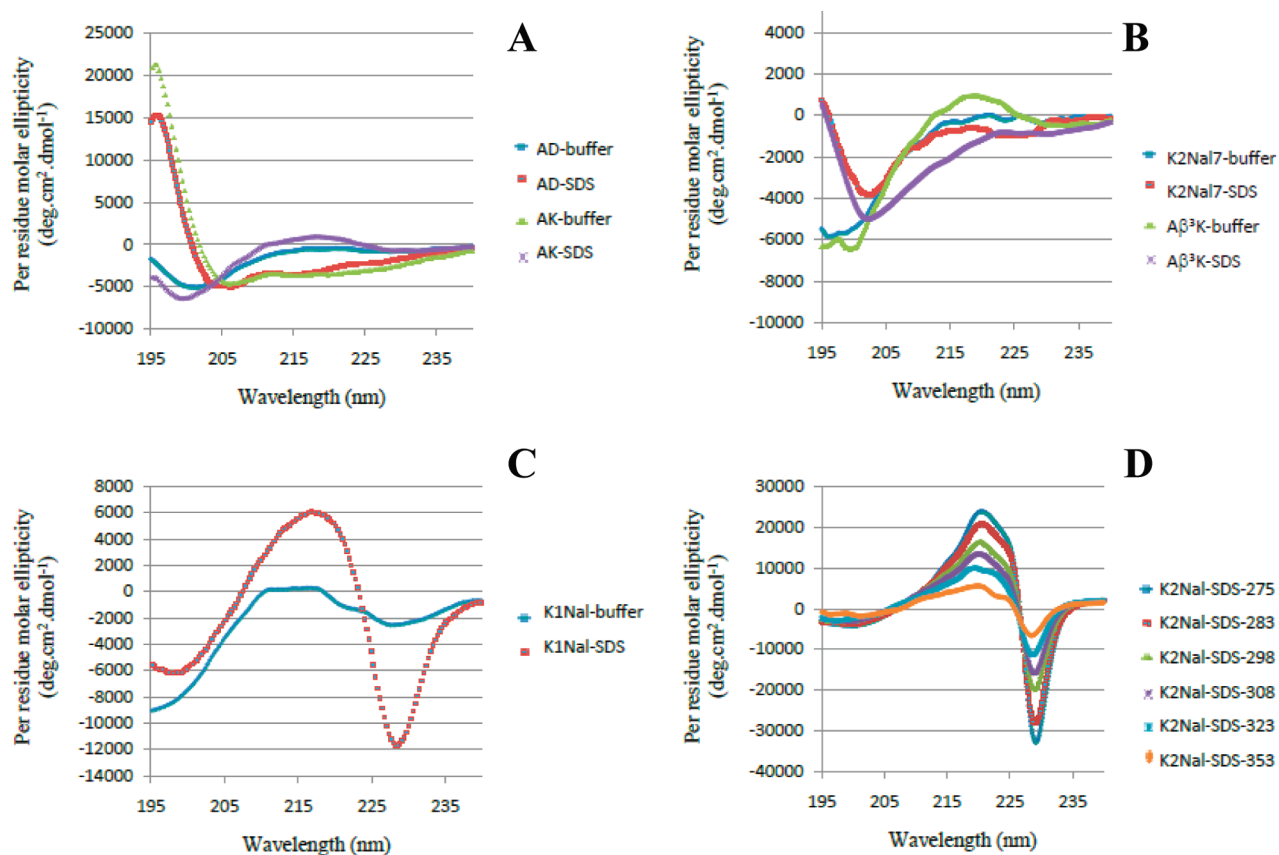 A
Per residue molar ellipticity
(deg.cm².dmol⁻¹)
25000
20000
15000
10000
5000
0
-5000
-10000
195
205
215
225
235
Wavelength (nm)
AD-buffer
AD-SDS
AK-buffer
AK-SDS
B
Per residue molar ellipticity
(deg.cm².dmol⁻¹)
4000
2000
0
-2000
-4000
-6000
-8000
-10000
195
205
215
225
235
Wavelength (nm)
K2Nal7-buffer
K2Nal7-SDS
Aβ³K-buffer
Aβ³K-SDS
C
Per residue molar ellipticity
(deg.cm².dmol⁻¹)
8000
6000
4000
2000
0
-2000
-4000
-6000
-8000
-10000
-12000
-14000
195
205
215
225
235
Wavelength (nm)
K1Nal-buffer
K1Nal-SDS
D
Per residue molar ellipticity
(deg.cm².dmol⁻¹)
30000
20000
10000
0
-10000
-20000
-30000
-40000
195
205
215
225
235
Wavelength (nm)
K2Nal-SDS-275
K2Nal-SDS-283
K2Nal-SDS-298
K2Nal-SDS-308
K2Nal-SDS-323
K2Nal-SDS-353